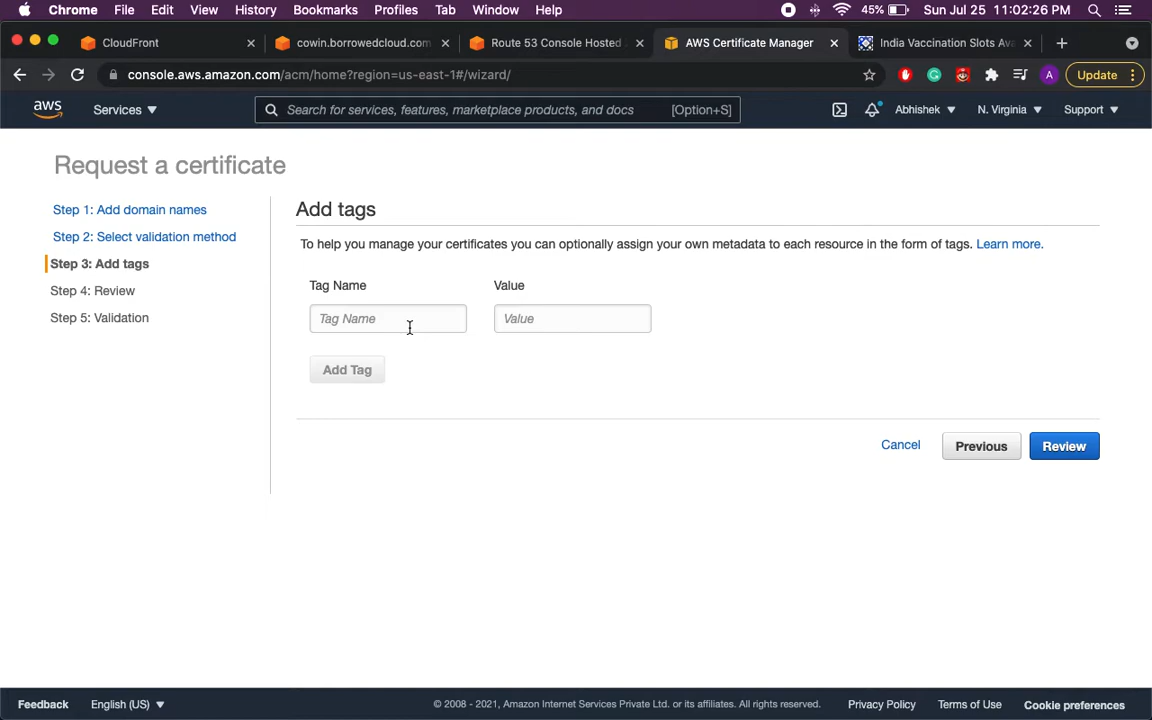 Chrome File Edit View History Bookmarks Profiles Tab Window Help 45% Sun Jul 25 11:02:26 PM
CloudFront cowin.borrowedcloud.com Route 53 Console Hosted AWS Certificate Manager India Vaccination Slots Ava
console.aws.amazon.com/acm/home?region=us-east-1#/wizard/ A Update
aws Services Search for services, features, marketplace products, and docs [Option+S] Abhishek N. Virginia Support
Request a certificate
Step 1: Add domain names
Step 2: Select validation method
Step 3: Add tags
Step 4: Review
Step 5: Validation
Add tags
To help you manage your certificates you can optionally assign your own metadata to each resource in the form of tags. Learn more.
Tag Name Value
Tag Name Value
Add Tag
Cancel Previous Review
Feedback English (US) © 2008 - 2021, Amazon Internet Services Private Ltd. or its affiliates. All rights reserved. Privacy Policy Terms of Use Cookie preferences